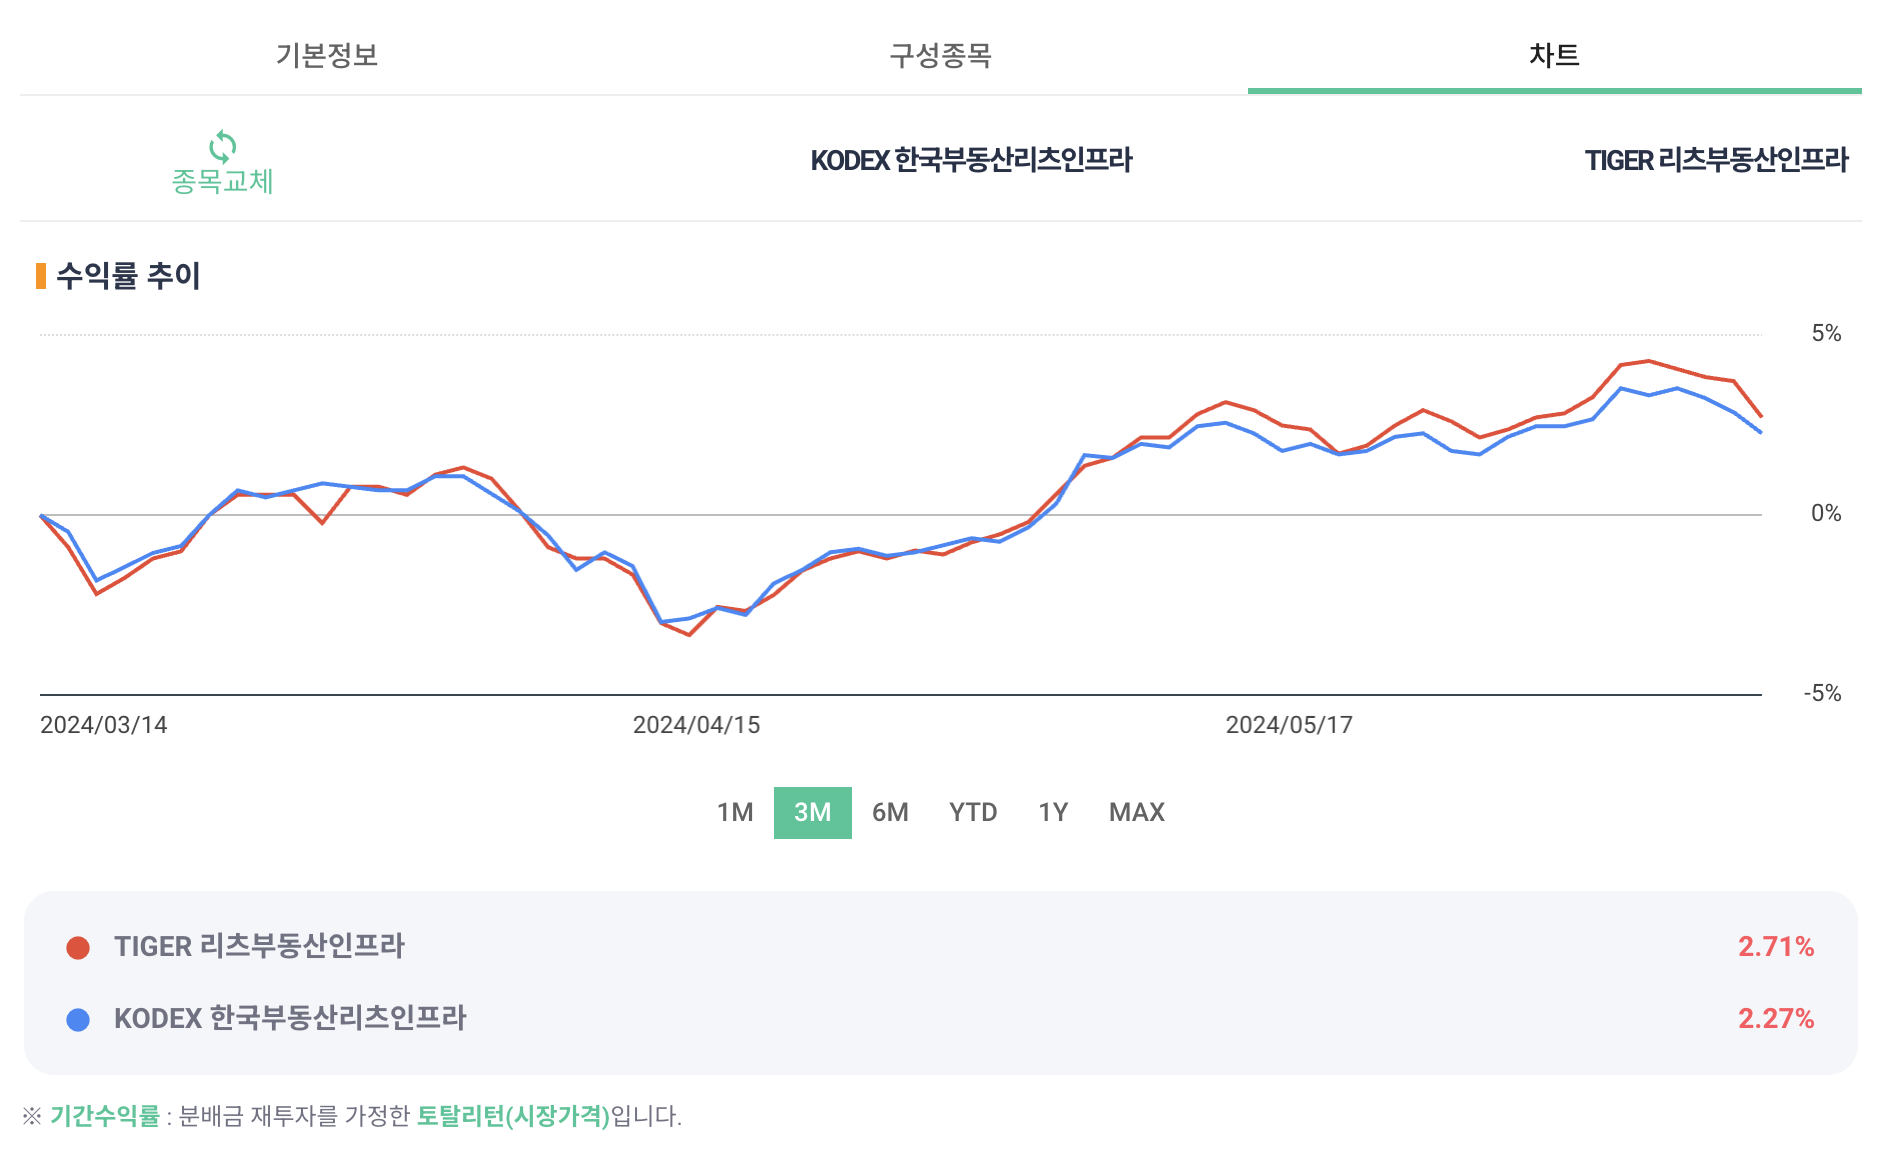 기본정보 구성종목 차트
종목교체 KODEX 한국부동산리츠인프라 TIGER 리츠부동산인프라
수익률 추이
5%
0%
-5%
2024/03/14 2024/04/15 2024/05/17
1M 3M 6M YTD 1Y MAX
TIGER 리츠부동산인프라 2.71%
KODEX 한국부동산리츠인프라 2.27%
※ 기간수익률 : 분배금 재투자를 가정한 토탈리턴(시장가격)입니다.